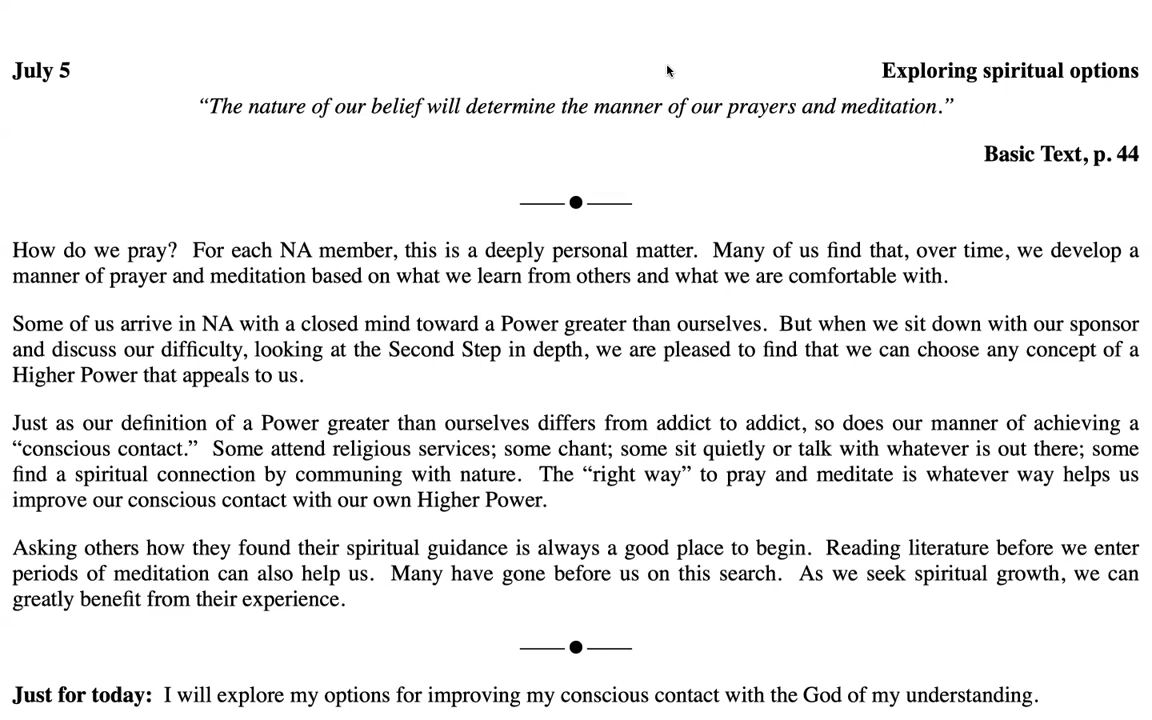 July 5 Exploring spiritual options
“The nature of our belief will determine the manner of our prayers and meditation.”
Basic Text, p. 44
How do we pray? For each NA member, this is a deeply personal matter. Many of us find that, over time, we develop a
manner of prayer and meditation based on what we learn from others and what we are comfortable with.
Some of us arrive in NA with a closed mind toward a Power greater than ourselves. But when we sit down with our sponsor
and discuss our difficulty, looking at the Second Step in depth, we are pleased to find that we can choose any concept of a
Higher Power that appeals to us.
Just as our definition of a Power greater than ourselves differs from addict to addict, so does our manner of achieving a
“conscious contact.” Some attend religious services; some chant; some sit quietly or talk with whatever is out there; some
find a spiritual connection by communing with nature. The “right way” to pray and meditate is whatever way helps us
improve our conscious contact with our own Higher Power.
Asking others how they found their spiritual guidance is always a good place to begin. Reading literature before we enter
periods of meditation can also help us. Many have gone before us on this search. As we seek spiritual growth, we can
greatly benefit from their experience.
Just for today: I will explore my options for improving my conscious contact with the God of my understanding.